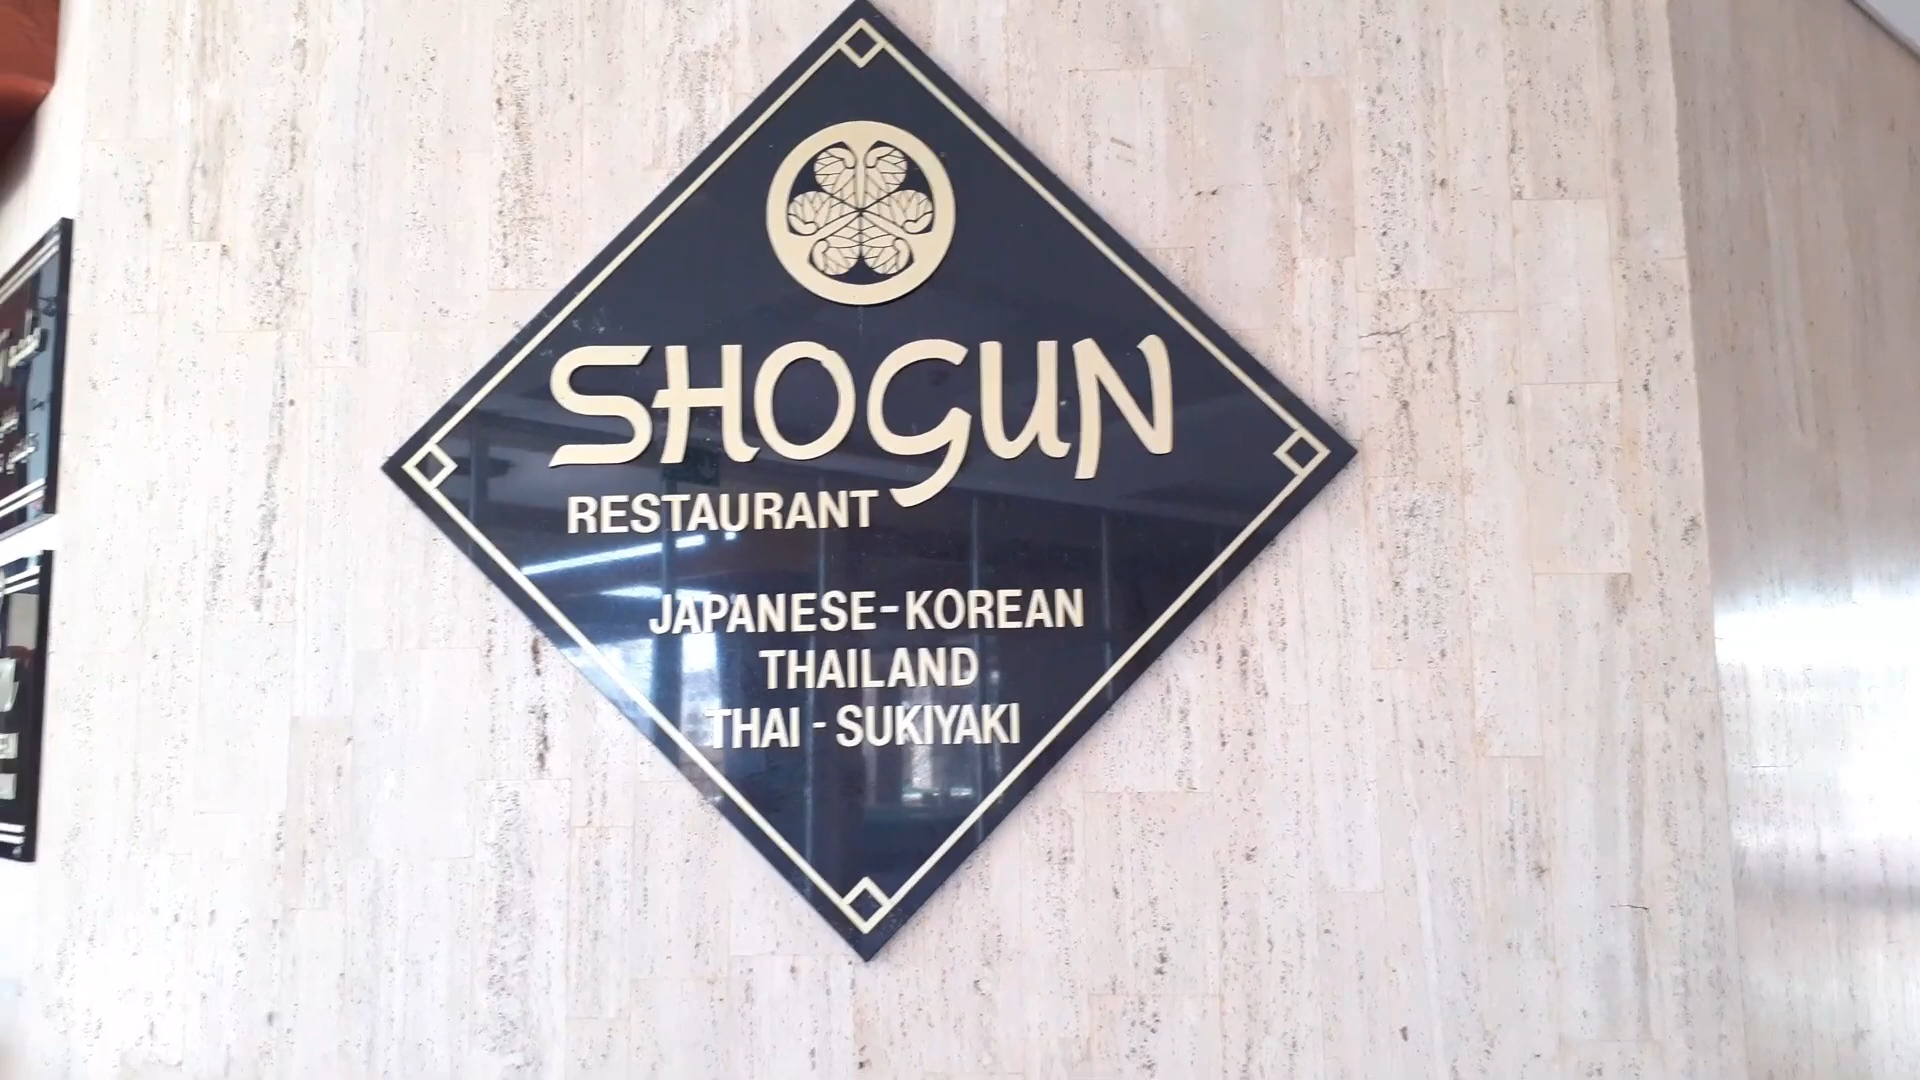 SHOGUN
RESTAURANT
JAPANESE-KOREAN
THAILAND
THAI - SUKIYAKI